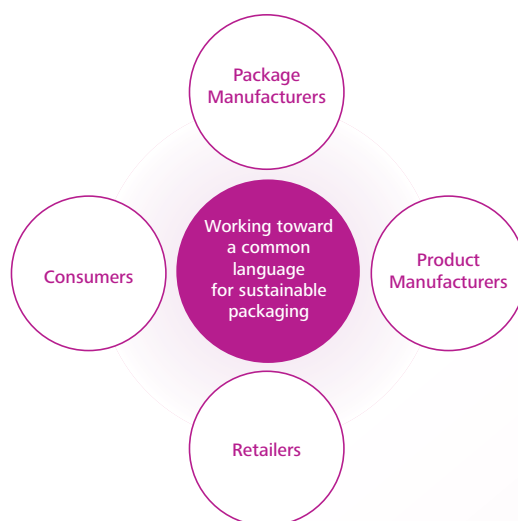 Package
Manufacturers
Working toward
a common
language
for sustainable
packaging
Consumers
Product
Manufacturers
Retailers